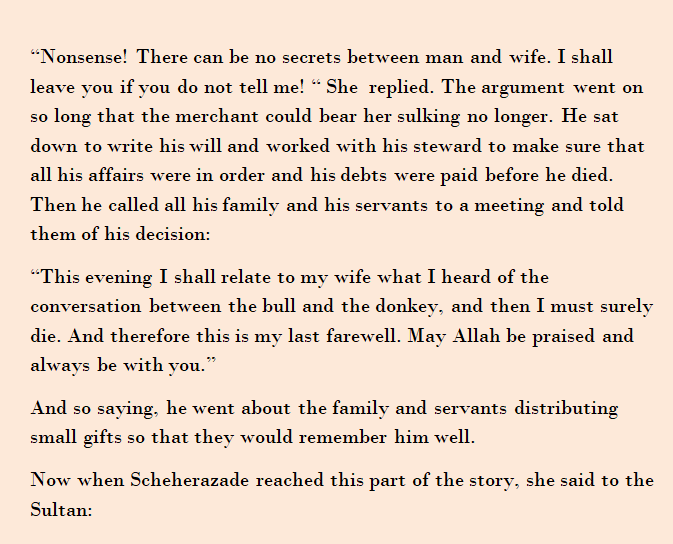 “Nonsense! There can be no secrets between man and wife. I shall
leave you if you do not tell me! “ She  replied. The argument went on
so long that the merchant could bear her sulking no longer. He sat
down to write his will and worked with his steward to make sure that
all his affairs were in order and his debts were paid before he died.
Then he called all his family and his servants to a meeting and told
them of his decision:
“This evening I shall relate to my wife what I heard of the
conversation between the bull and the donkey, and then I must surely
die. And therefore this is my last farewell. May Allah be praised and
always be with you.”
And so saying, he went about the family and servants distributing
small gifts so that they would remember him well.
Now when Scheherazade reached this part of the story, she said to the
Sultan: